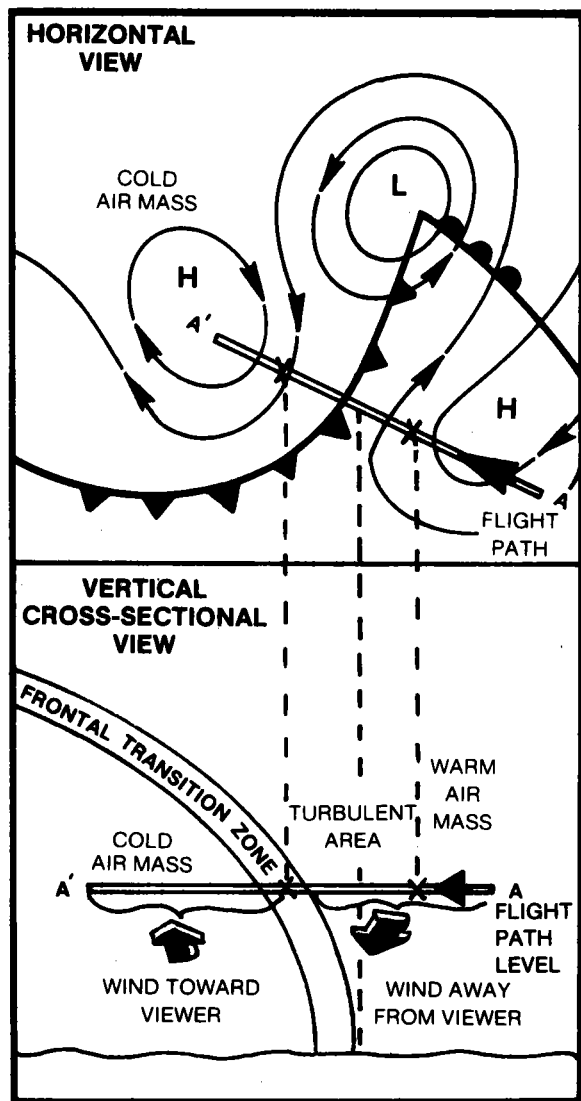 HORIZONTAL
VIEW
COLD
AIR MASS
L
H
A'
H
A
FLIGHT
PATH
VERTICAL
CROSS-SECTIONAL
VIEW
FRONTAL TRANSITION ZONE
WARM
AIR
MASS
TURBULENT
AREA
COLD
AIR MASS
A'
A
FLIGHT
PATH
LEVEL
WIND TOWARD
VIEWER
WIND AWAY
FROM VIEWER